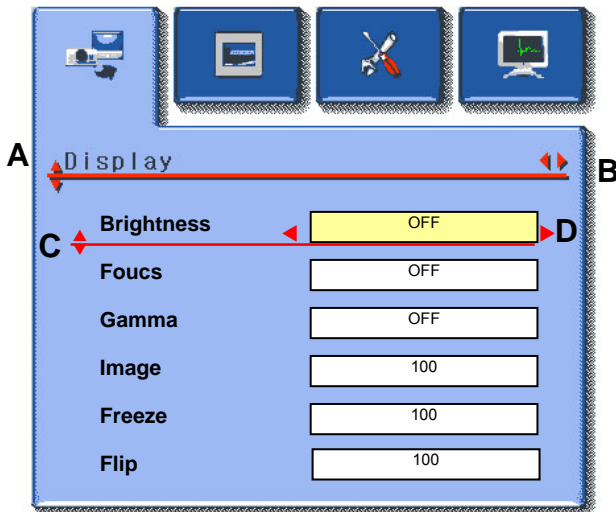 A Display B
Brightness OFF D
C
Foucs OFF
Gamma OFF
Image 100
Freeze 100
Flip 100